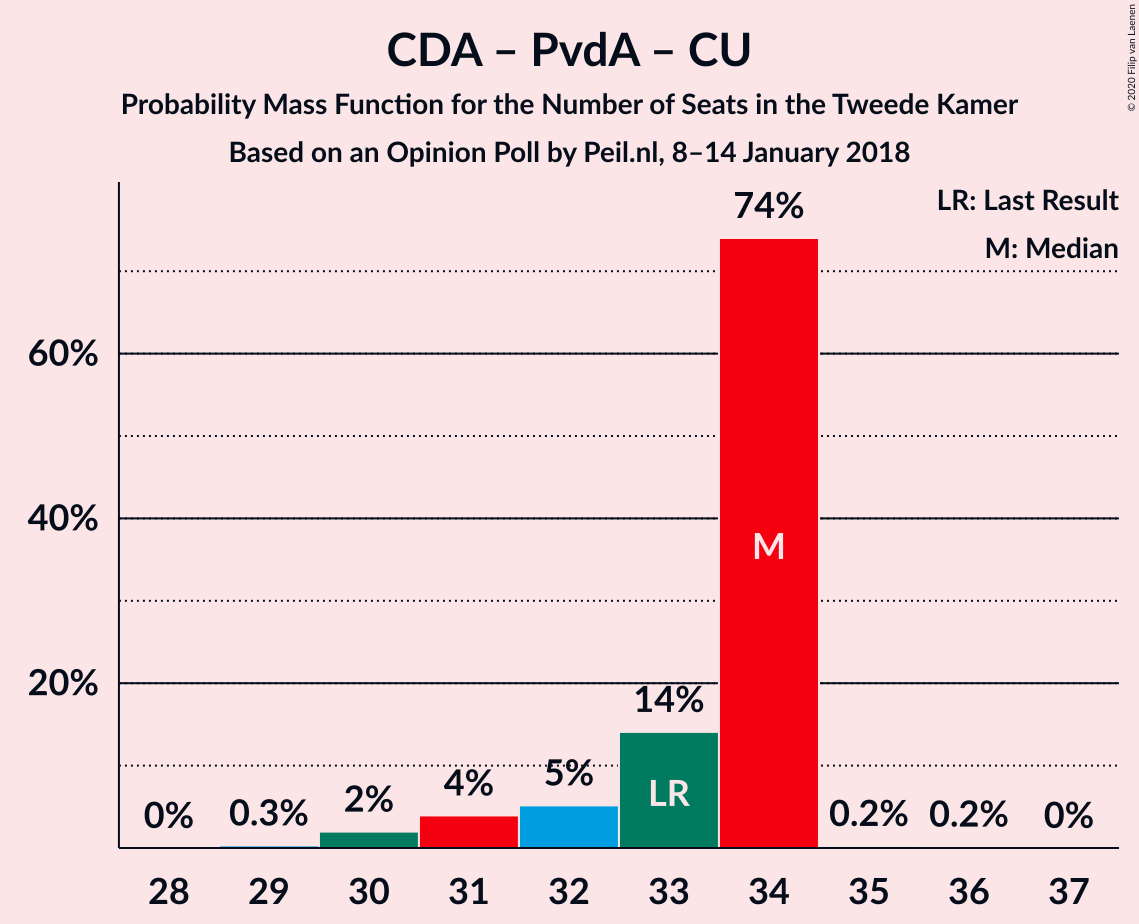 CDA – PvdA – CU
Probability Mass Function for the Number of Seats in the Tweede Kamer
Based on an Opinion Poll by Peil.nl, 8–14 January 2018
© 2020 Filip van Laenen
LR: Last Result
M: Median
60%
40%
20%
0%
0.3%
2%
4%
5%
14%
74%
0.2%
0.2%
0%
LR
M
28 29 30 31 32 33 34 35 36 37